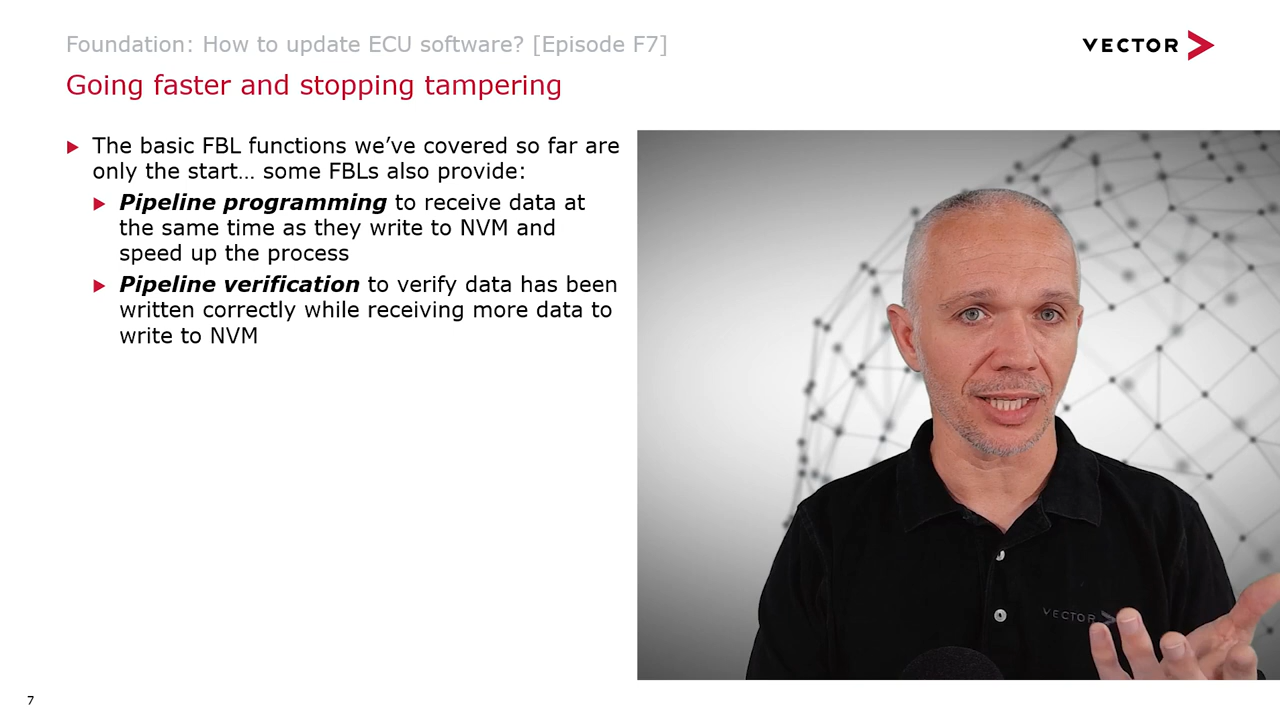 Foundation: How to update ECU software? [Episode F7]
VECTOR
Going faster and stopping tampering
The basic FBL functions we’ve covered so far are
only the start… some FBLs also provide:
Pipeline programming to receive data at
the same time as they write to NVM and
speed up the process
Pipeline verification to verify data has been
written correctly while receiving more data to
write to NVM
VECTOR
7